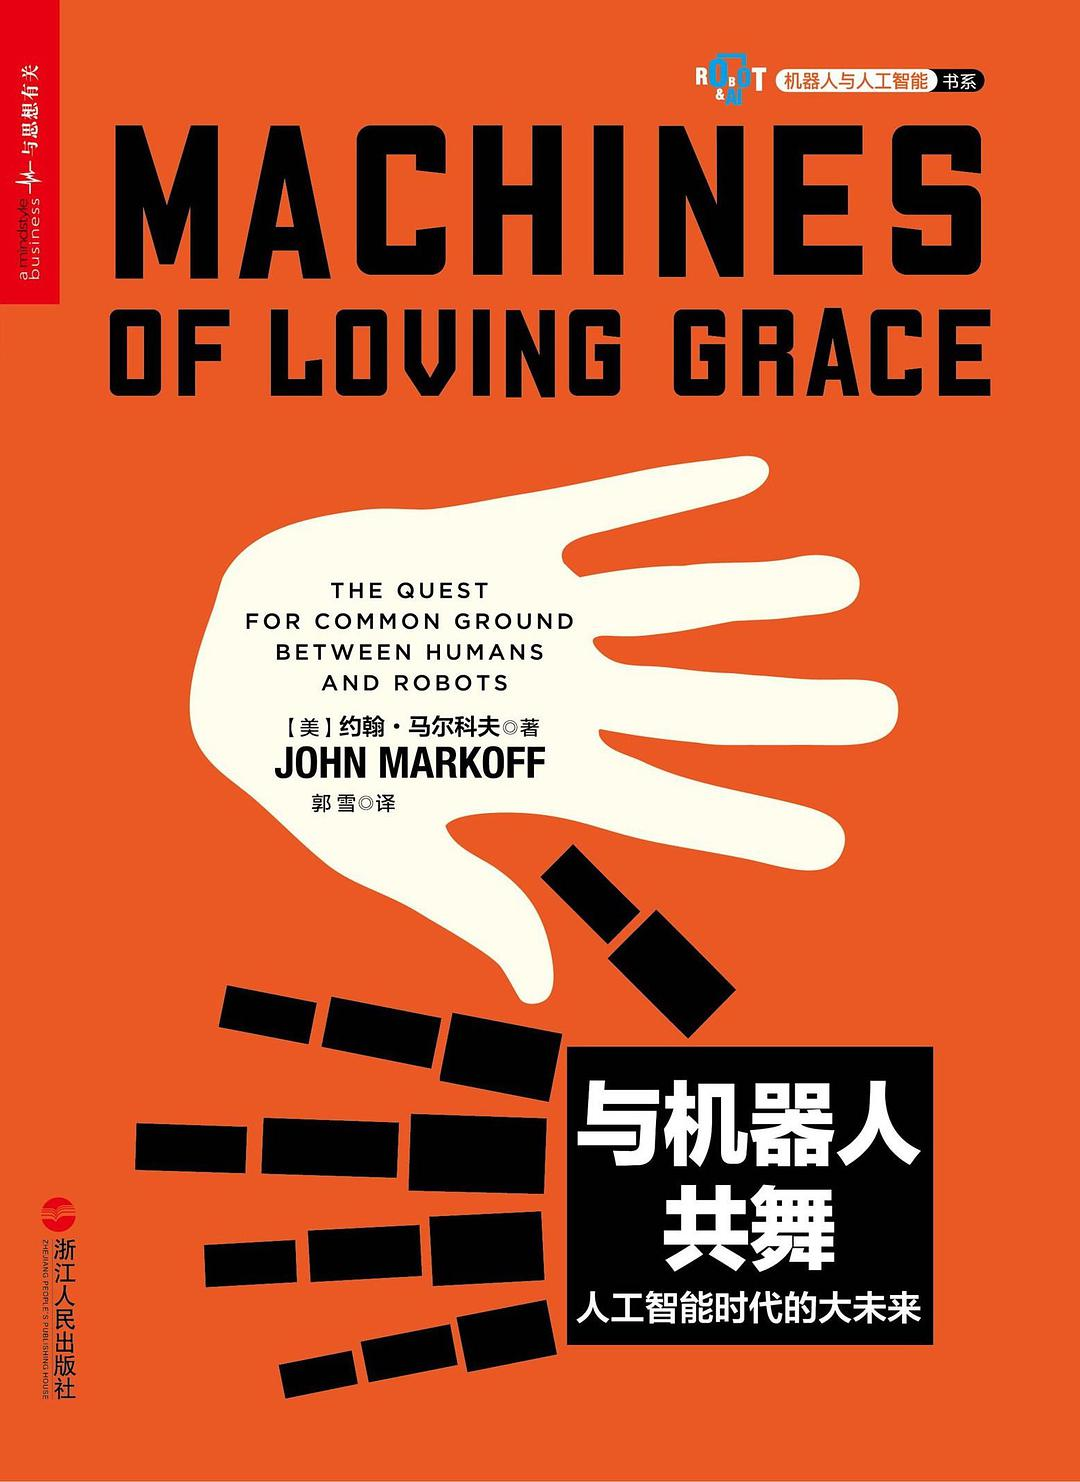 ROBOT
&AI
机器人与人工智能 书系
与思想有关
a mindstyle
business
MACHINES
OF LOVING GRACE
THE QUEST
FOR COMMON GROUND
BETWEEN HUMANS
AND ROBOTS
【美】约翰·马尔科夫◎著
JOHN MARKOFF
郭 雪◎译
与机器人
共舞
人工智能时代的大未来
浙江人民出版社
ZHEJIANG PEOPLE'S PUBLISHING HOUSE